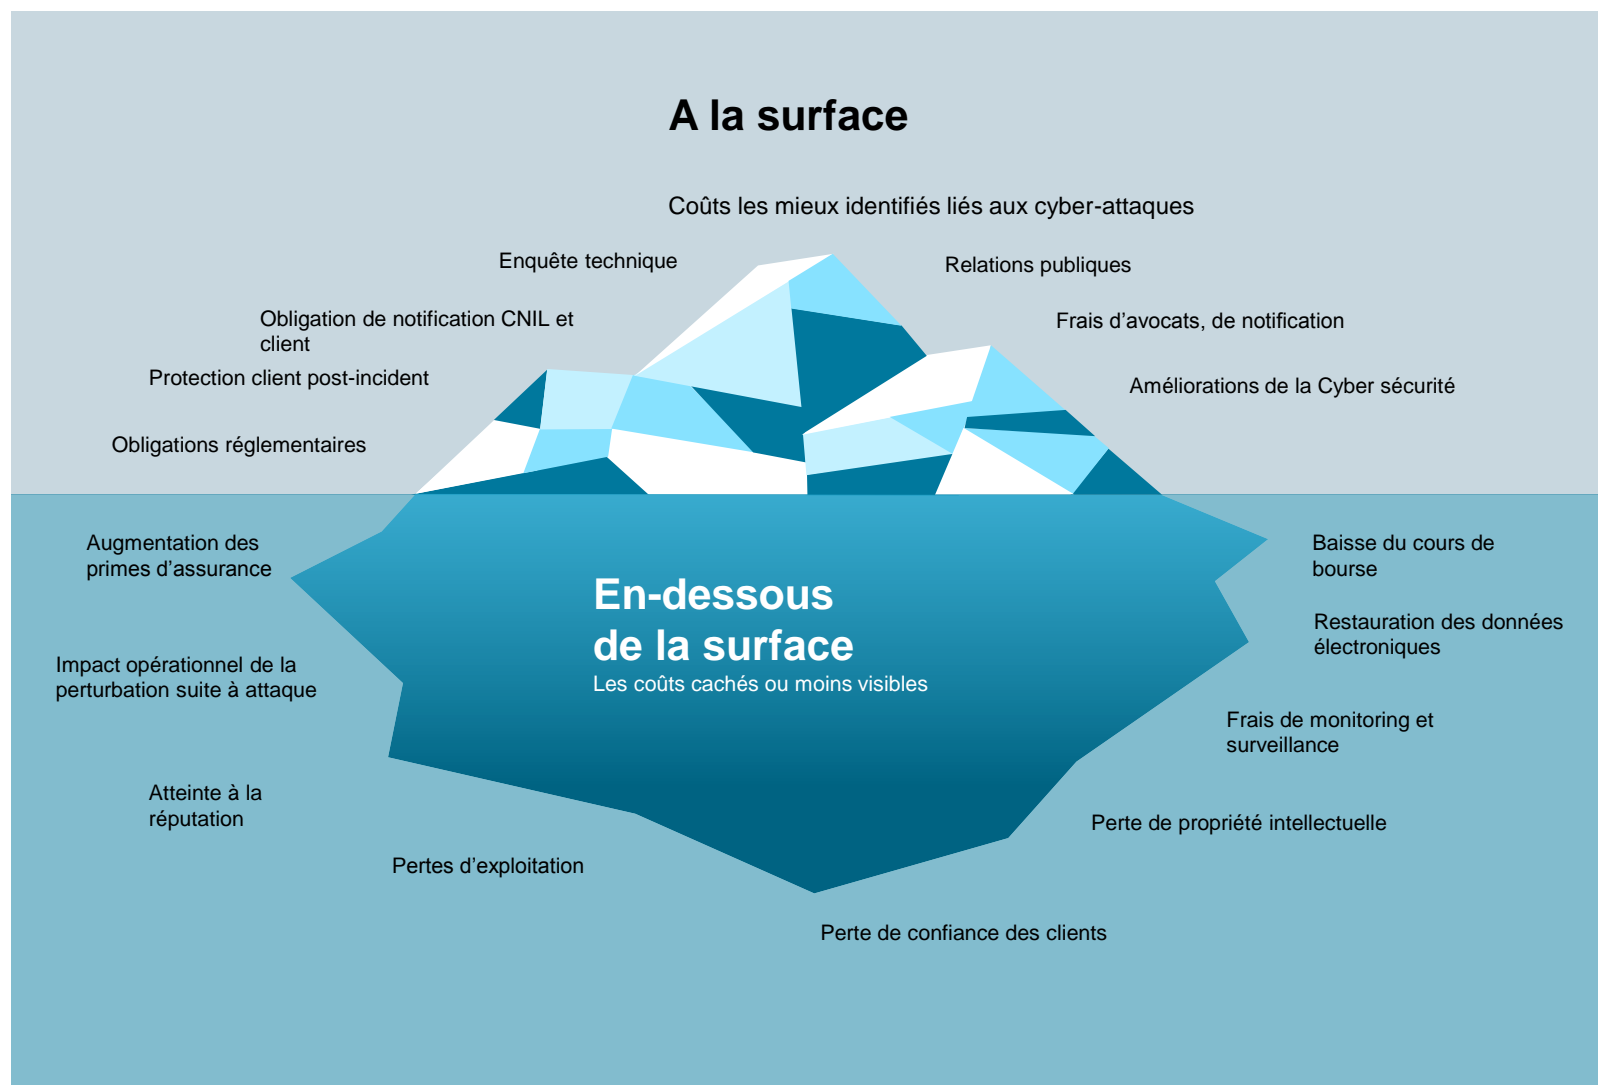 A la surface
Coûts les mieux identifiés liés aux cyber-attaques
Enquête technique
Relations publiques
Obligation de notification CNIL et
client
Frais d’avocats, de notification
Protection client post-incident
Améliorations de la Cyber sécurité
Obligations réglementaires
Augmentation des
primes d’assurance
Baisse du cours de
bourse
En-dessous
de la surface
Les coûts cachés ou moins visibles
Restauration des données
électroniques
Impact opérationnel de la
perturbation suite à attaque
Frais de monitoring et
surveillance
Atteinte à la
réputation
Perte de propriété intellectuelle
Pertes d’exploitation
Perte de confiance des clients